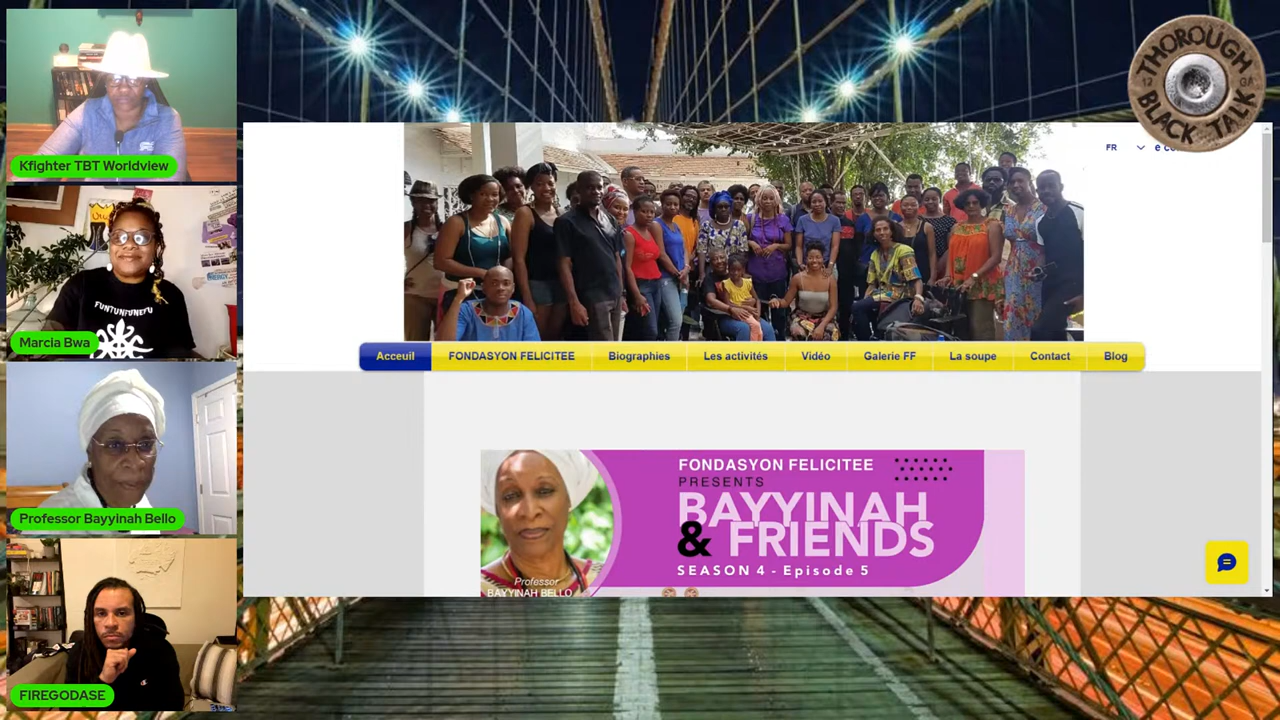 Kfighter TBT Worldview
FUNTUNFUNEFU
Marcia Bwa
Professor Bayyinah Bello
FIREGODASE
THOROUGH
BLACK TALK
GA
FR
e c
Acceuil
FONDASYON FELICITEE
Biographies
Les activités
Vidéo
Galerie FF
La soupe
Contact
Blog
FONDASYON FELICITEE
PRESENTS
BAYYINAH
& FRIENDS
SEASON 4 - Episode 5
Professor
BAYYINAH BELLO